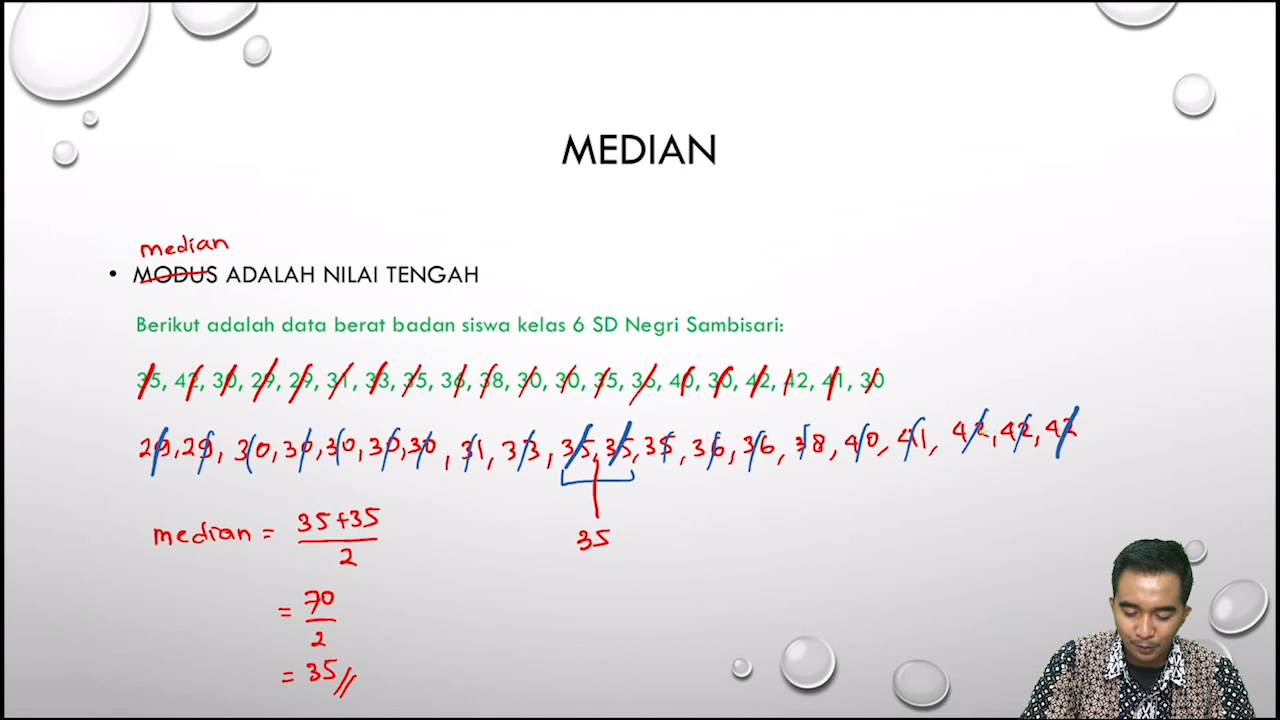 MEDIAN
median
• MODUS ADALAH NILAI TENGAH
Berikut adalah data berat badan siswa kelas 6 SD Negri Sambisari:
35, 42, 30, 29, 29, 31, 33, 35, 36, 38, 30, 30, 35, 36, 40, 30, 42, 42, 41, 30
29, 29, 30, 30, 30, 30, 30, 31, 33, 35, 35, 35, 36, 36, 38, 40, 41, 42, 42, 42
35
median = 35+35
2
= 70
2
= 35 //